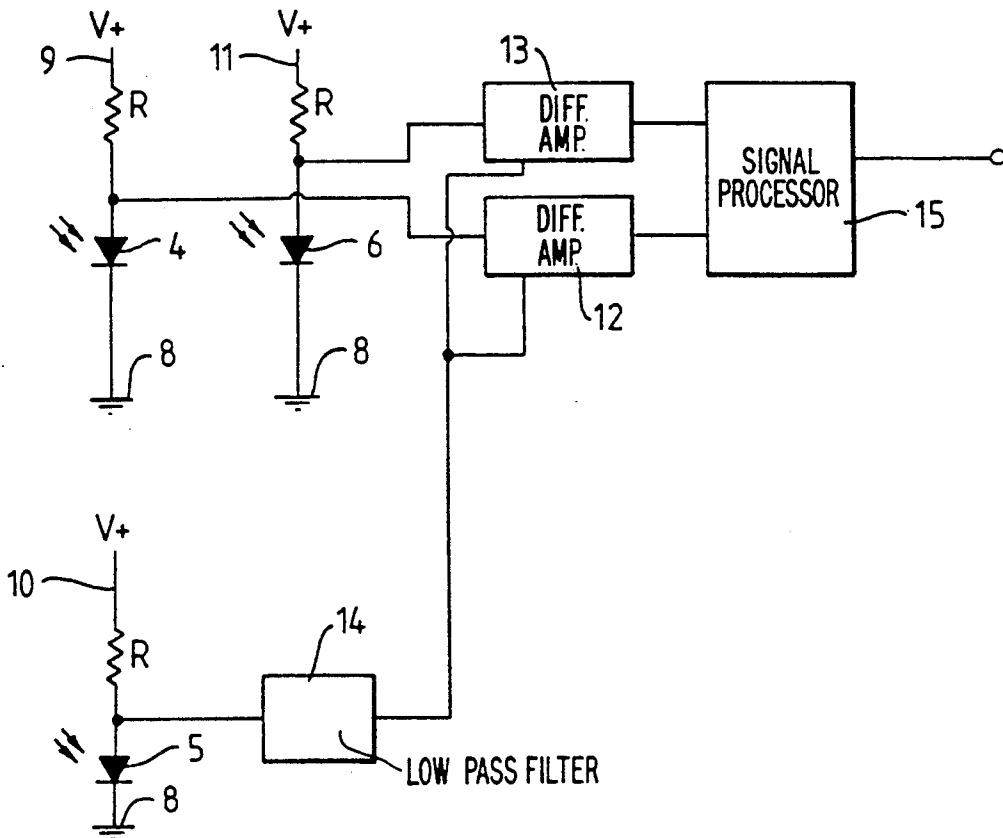 V+
V+
9
11
R
R
13
DIFF.
AMP.
SIGNAL
PROCESSOR
DIFF.
AMP.
15
4
6
12
8
8
V+
10
R
14
5
LOW PASS FILTER
8